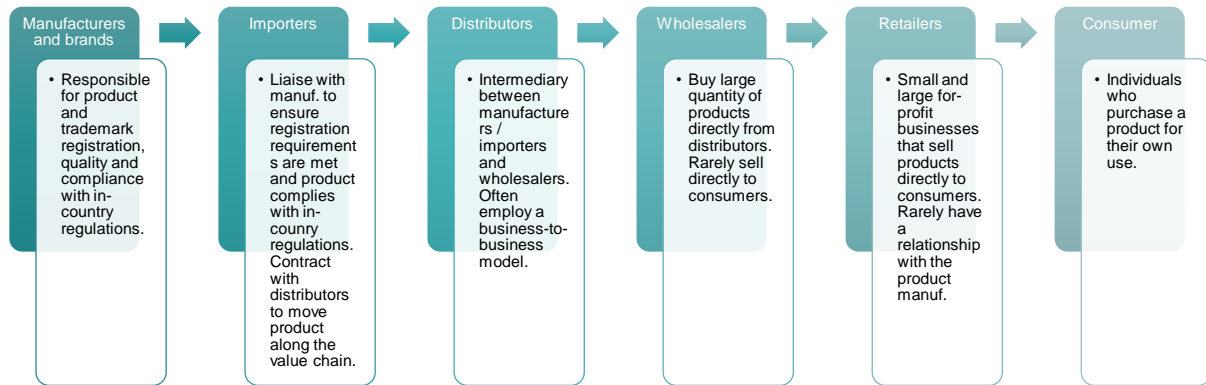 Manufacturers
and brands
• Responsible
for product
and
trademark
registration,
quality and
compliance
with in-
country
regulations.
Importers
• Liaise with
manuf. to
ensure
registration
requirement
s are met
and product
complies
with in-
counry
regulations.
Contract
with
distributors
to move
product
along the
value chain.
Distributors
• Intermediary
between
manufacture
rs /
importers
and
wholesalers.
Often
employ a
business-to-
business
model.
Wholesalers
• Buy large
quantity of
products
directly from
distributors.
Rarely sell
directly to
consumers.
Retailers
• Small and
large for-
profit
businesses
that sell
products
directly to
consumers.
Rarely have
a
relationship
with the
product
manuf.
Consumer
• Individuals
who
purchase a
product for
their own
use.